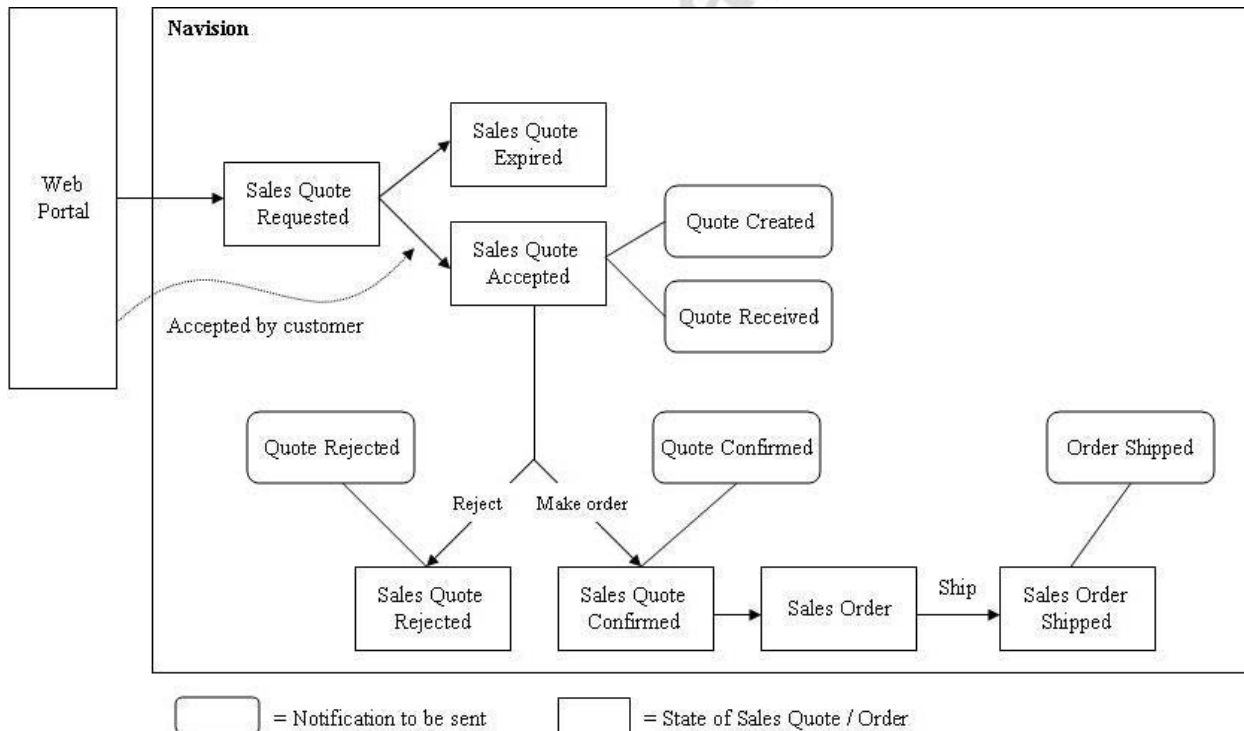 Navision
Web
Portal
Sales Quote
Requested
Sales Quote
Expired
Sales Quote
Accepted
Quote Created
Quote Received
Accepted by customer
Quote Rejected
Quote Confirmed
Order Shipped
Reject
Make order
Sales Quote
Rejected
Sales Quote
Confirmed
Sales Order
Ship
Sales Order
Shipped
= Notification to be sent
= State of Sales Quote / Order